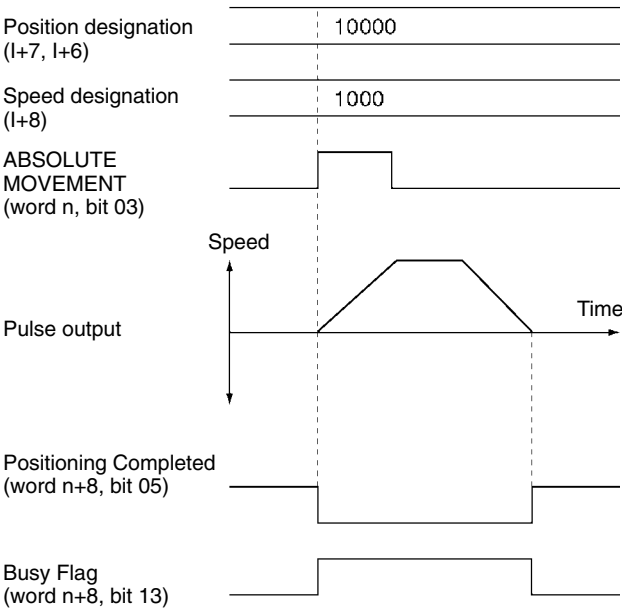 Position designation
(I+7, I+6)
10000
Speed designation
(I+8)
1000
ABSOLUTE
MOVEMENT
(word n, bit 03)
Speed
Time
Pulse output
Positioning Completed
(word n+8, bit 05)
Busy Flag
(word n+8, bit 13)